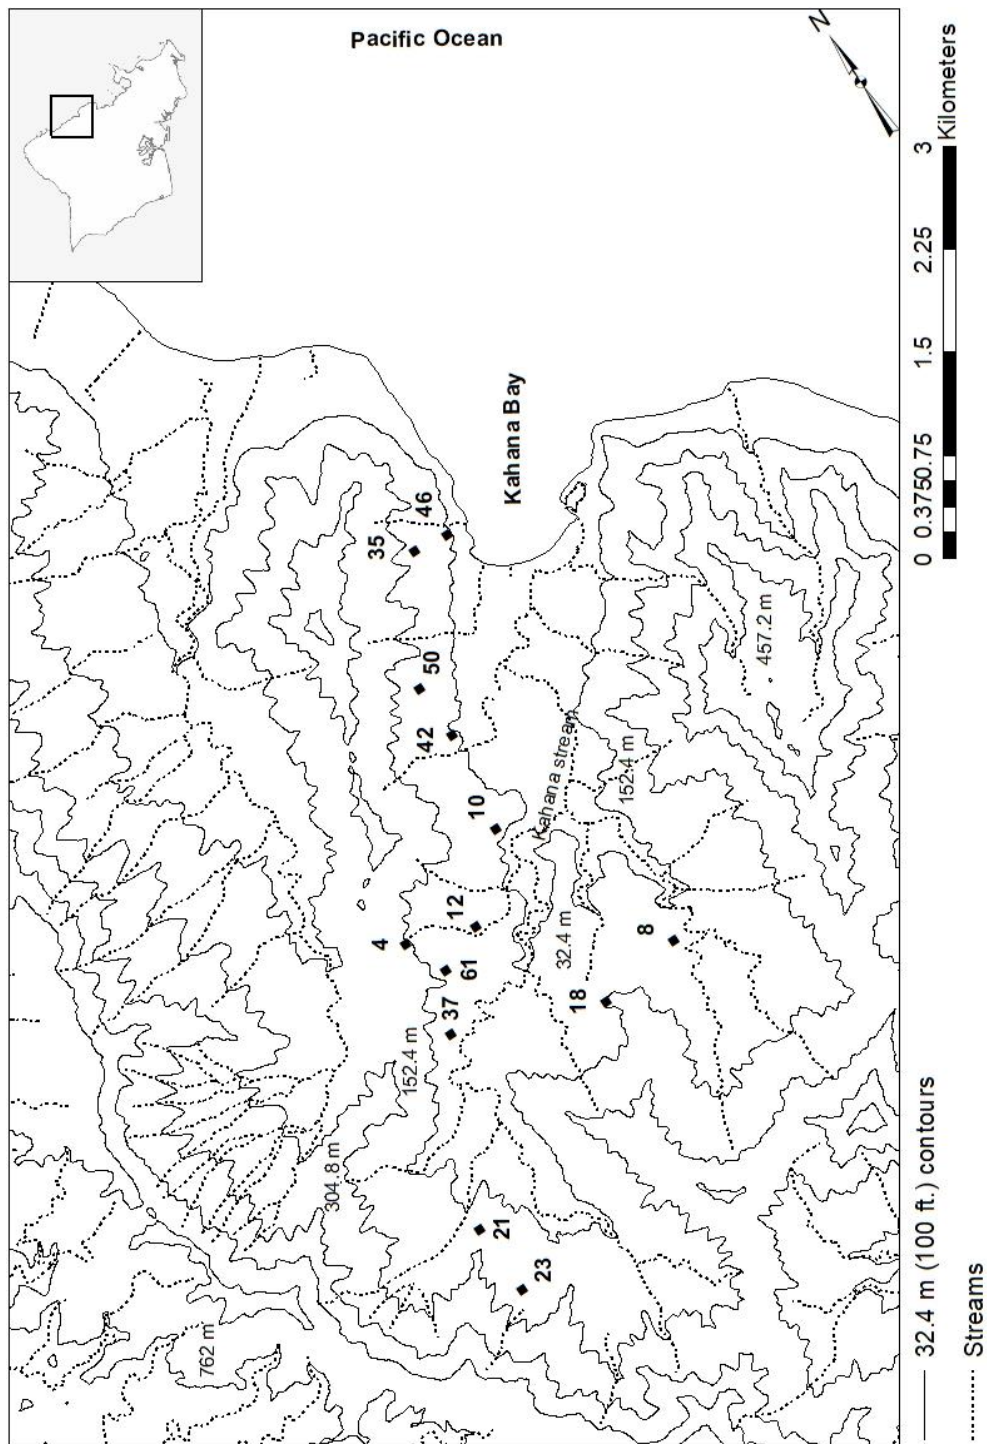 Pacific Ocean
N
Kahana Bay
46
35
50
42
10
Kahana stream
457.2 m
152.4 m
12
4
61
37
32.4 m
8
18
152.4 m
304.8 m
21
23
762 m
0 0.375 0.75 1.5 2.25 3
Kilometers
32.4 m (100 ft.) contours
Streams